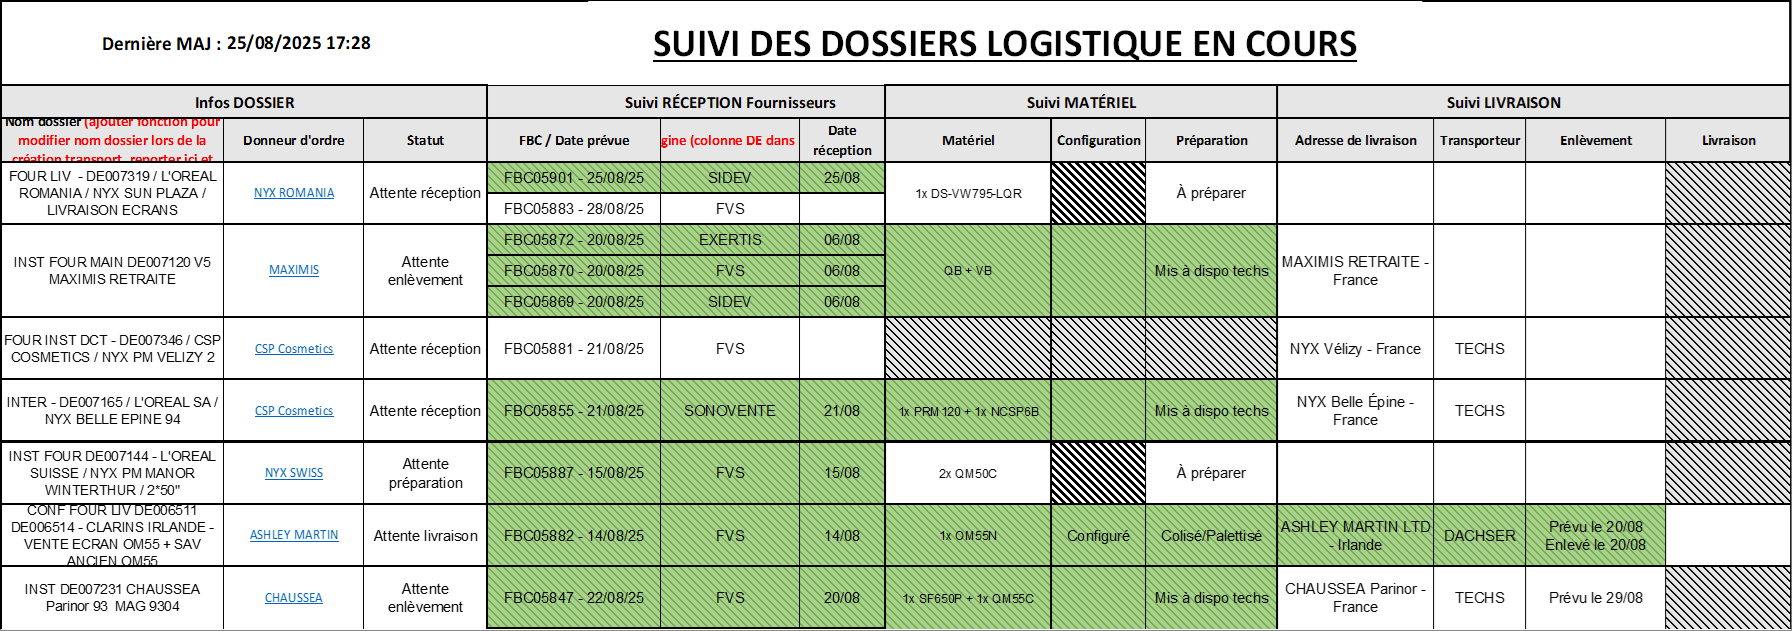 Dernière MAJ : 25/08/2025 17:28
SUIVI DES DOSSIERS LOGISTIQUE EN COURS
Infos DOSSIER
Suivi RÉCEPTION Fournisseurs
Suivi MATÉRIEL
Suivi LIVRAISON
Nom dossier (ajouter fonction pour
modifier nom dossier lors de la
création transport, reporter ici et
Donneur d'ordre
Statut
FBC / Date prévue
gine (colonne DE dans
Date
réception
Matériel
Configuration
Préparation
Adresse de livraison
Transporteur
Enlèvement
Livraison
FOUR LIV - DE007319 / L'OREAL
ROMANIA / NYX SUN PLAZA /
LIVRAISON ECRANS
NYX ROMANIA
Attente réception
FBC05901 - 25/08/25
SIDEV
25/08
FBC05883 - 28/08/25
FVS
1x DS-VW795-LQR
À préparer
INST FOUR MAIN DE007120 V5
MAXIMIS RETRAITE
MAXIMIS
Attente
enlèvement
FBC05872 - 20/08/25
EXERTIS
06/08
FBC05870 - 20/08/25
FVS
06/08
FBC05869 - 20/08/25
SIDEV
06/08
QB + VB
Mis à dispo techs
MAXIMIS RETRAITE -
France
FOUR INST DCT - DE007346 / CSP
COSMETICS / NYX PM VELIZY 2
CSP Cosmetics
Attente réception
FBC05881 - 21/08/25
FVS
NYX Vélizy - France
TECHS
INTER - DE007165 / L'OREAL SA /
NYX BELLE EPINE 94
CSP Cosmetics
Attente réception
FBC05855 - 21/08/25
SONOVENTE
21/08
1x PRM120 + 1x NCSP6B
Mis à dispo techs
NYX Belle Épine -
France
TECHS
INST FOUR DE007144 - L'OREAL
SUISSE / NYX PM MANOR
WINTERTHUR / 2*50"
NYX SWISS
Attente
préparation
FBC05887 - 15/08/25
FVS
15/08
2x QM50C
À préparer
CONF FOUR LIV DE006511
DE006514 - CLARINS IRLANDE -
VENTE ECRAN OM55 + SAV
ANCIEN OM55
ASHLEY MARTIN
Attente livraison
FBC05882 - 14/08/25
FVS
14/08
1x OM55N
Configuré
Colisé/Palettisé
ASHLEY MARTIN LTD
- Irlande
DACHSER
Prévu le 20/08
Enlevé le 20/08
INST DE007231 CHAUSSEA
Parinor 93 MAG 9304
CHAUSSEA
Attente
enlèvement
FBC05847 - 22/08/25
FVS
20/08
1x SF650P + 1x QM55C
Mis à dispo techs
CHAUSSEA Parinor -
France
TECHS
Prévu le 29/08